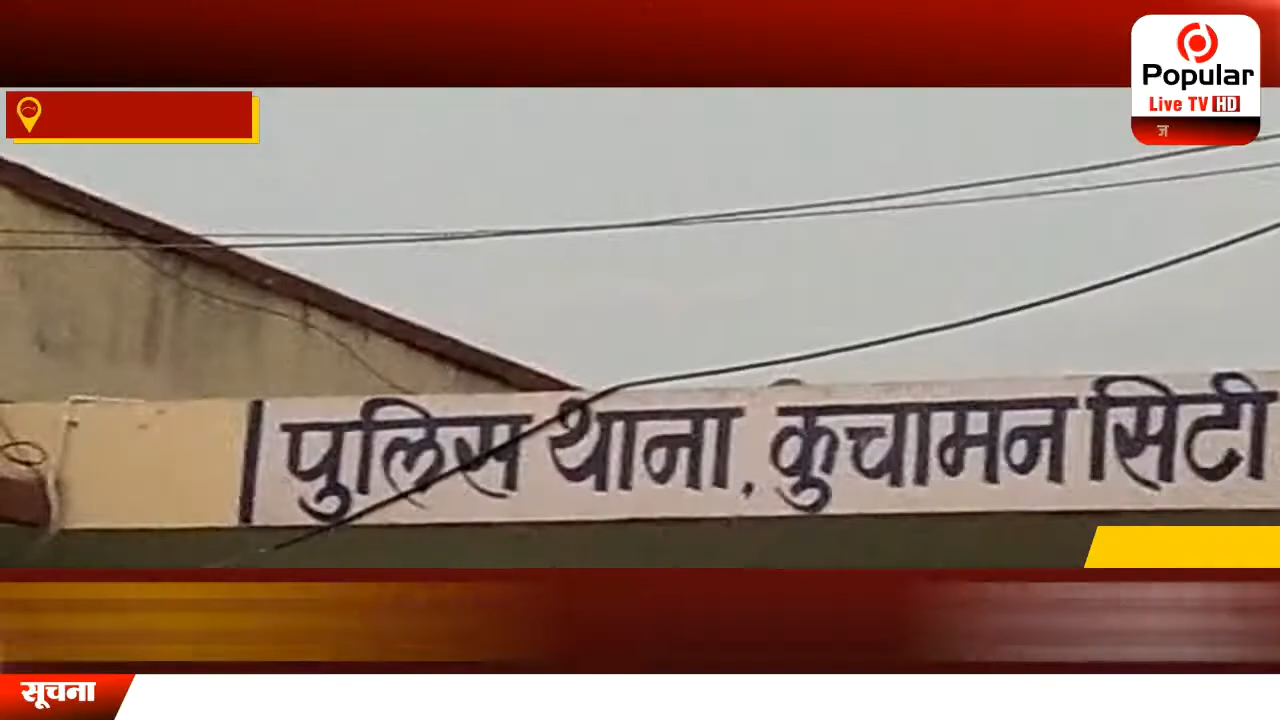 Popular
Live TV HD
ज
पुलिस थाना, कुचामन सिटी
सूचना